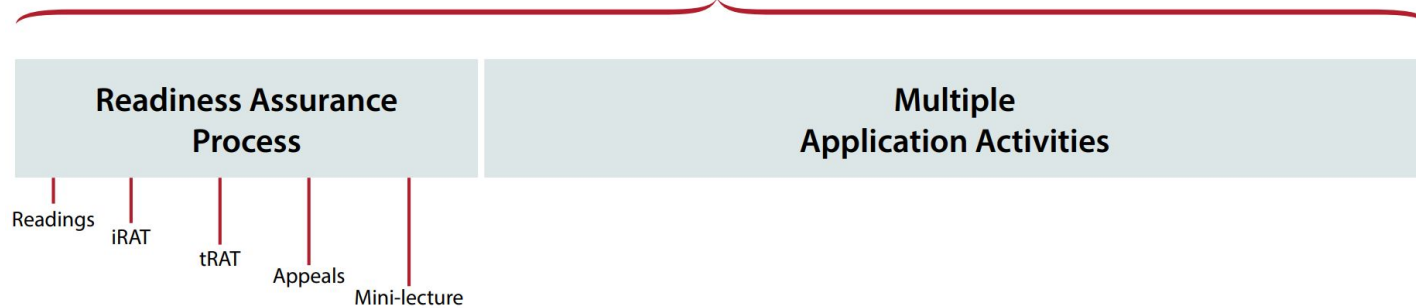 Readiness Assurance
Process
Multiple
Application Activities
Readings
iRAT
tRAT
Appeals
Mini-lecture